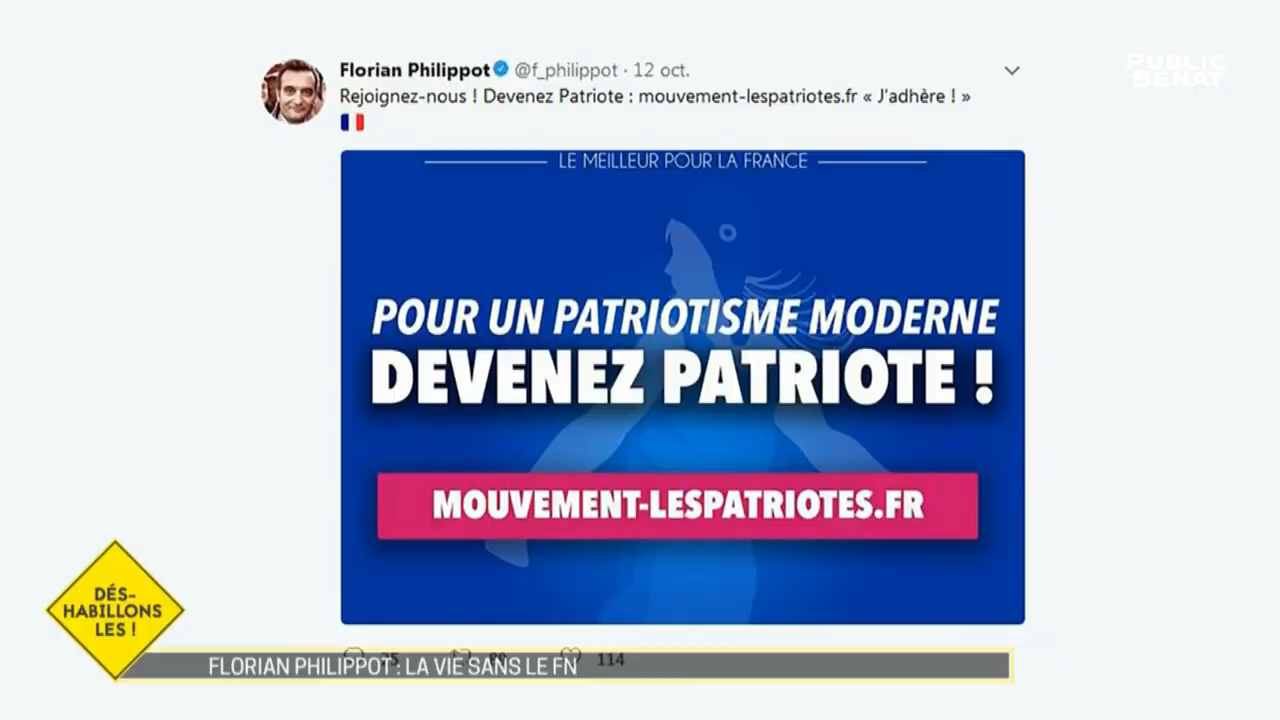 Florian Philippot @f_philippot · 12 oct.
PUBLIC
SENAT
Rejoignez-nous ! Devenez Patriote : mouvement-lespatriotes.fr « J'adhère ! »
LE MEILLEUR POUR LA FRANCE
POUR UN PATRIOTISME MODERNE
DEVENEZ PATRIOTE !
MOUVEMENT-LESPATRIOTES.FR
DÉS-
HABILLONS
LES !
114
FLORIAN PHILIPPOT : LA VIE SANS LE FN